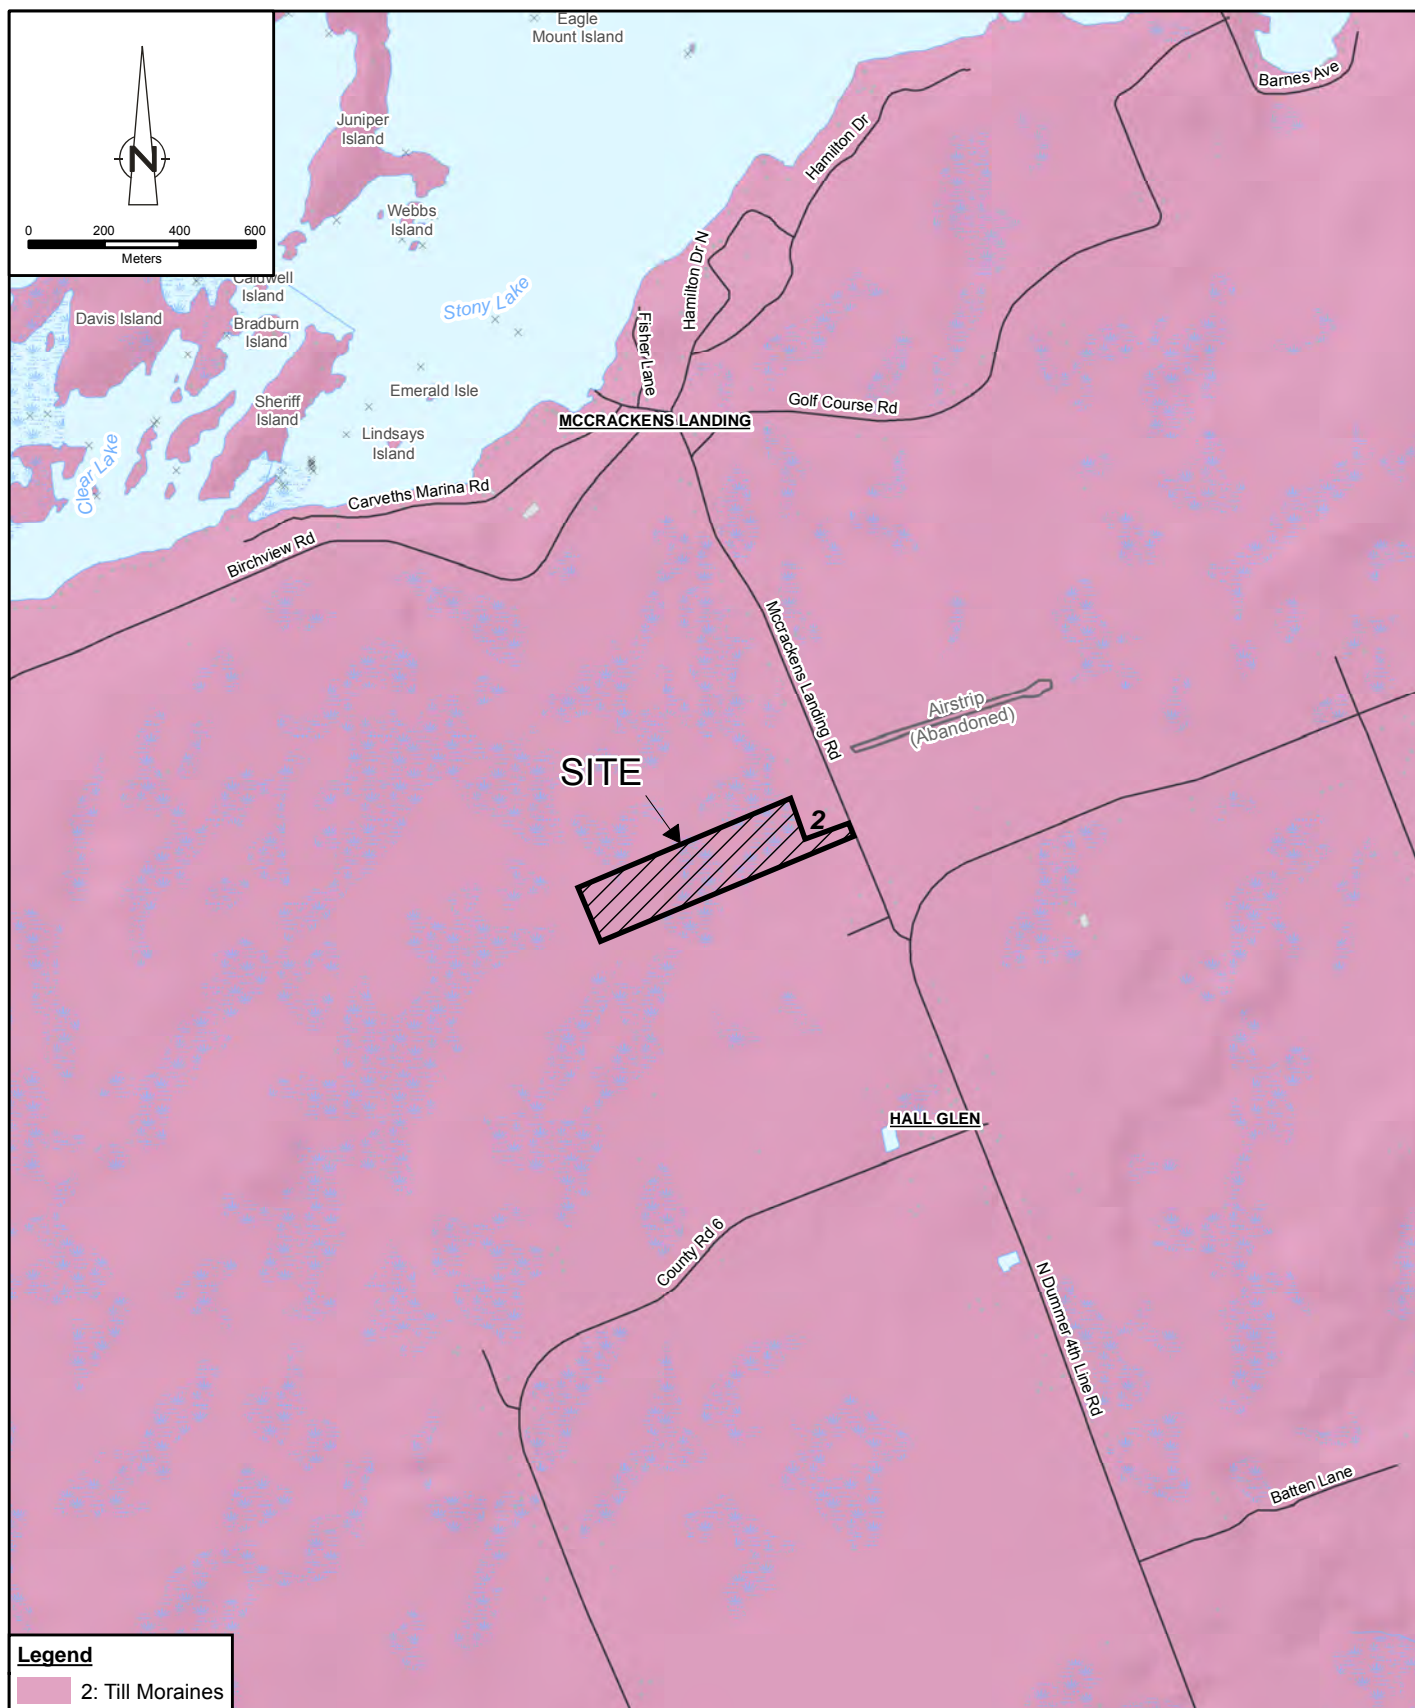 Eagle
Mount Island
Barnes Ave
N
0 200 400 600
Meters
Juniper
Island
Hamilton Dr
Webbs
Island
Hamilton Dr N
Caldwell
Island
Stony Lake
Davis Island
Bradburn
Island
Fisher Lane
Emerald Isle
Sheriff
Island
Golf Course Rd
MCCRACKENS LANDING
Lindsays
Island
Clear Lake
Carveths Marina Rd
Birchview Rd
Mccrackens Landing Rd
Airstrip
(Abandoned)
SITE
2
HALL GLEN
County Rd 6
N Dummer 4th Line Rd
Batten Lane
Legend
2: Till Moraines